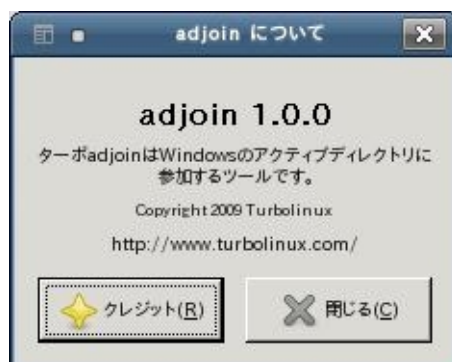 adjoin について
adjoin 1.0.0
ターボadjoinはWindowsのアクティブディレクトリに
参加するツールです。
Copyright 2009 Turbolinux
http://www.turbolinux.com/
クレジット(R)
閉じる(C)